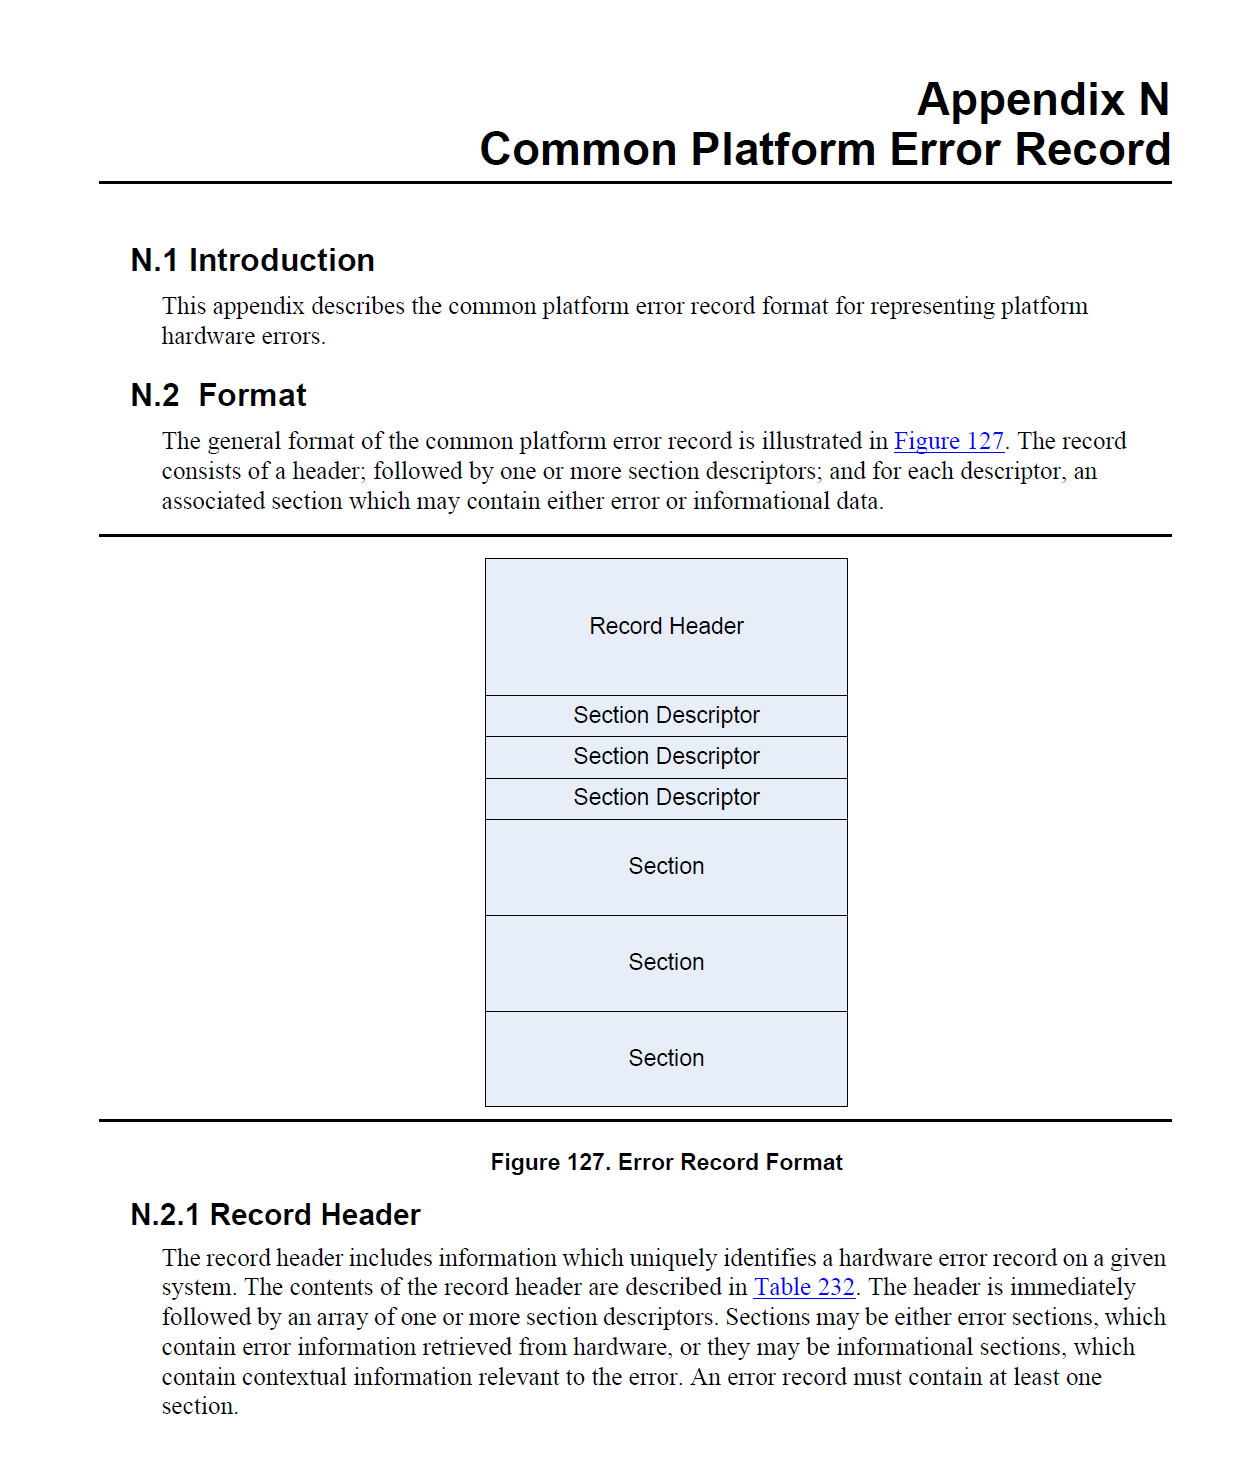 Appendix N
Common Platform Error Record
N.1 Introduction
This appendix describes the common platform error record format for representing platform
hardware errors.
N.2 Format
The general format of the common platform error record is illustrated in Figure 127. The record
consists of a header; followed by one or more section descriptors; and for each descriptor, an
associated section which may contain either error or informational data.
Record Header
Section Descriptor
Section Descriptor
Section Descriptor
Section
Section
Section
Figure 127. Error Record Format
N.2.1 Record Header
The record header includes information which uniquely identifies a hardware error record on a given
system. The contents of the record header are described in Table 232. The header is immediately
followed by an array of one or more section descriptors. Sections may be either error sections, which
contain error information retrieved from hardware, or they may be informational sections, which
contain contextual information relevant to the error. An error record must contain at least one
section.